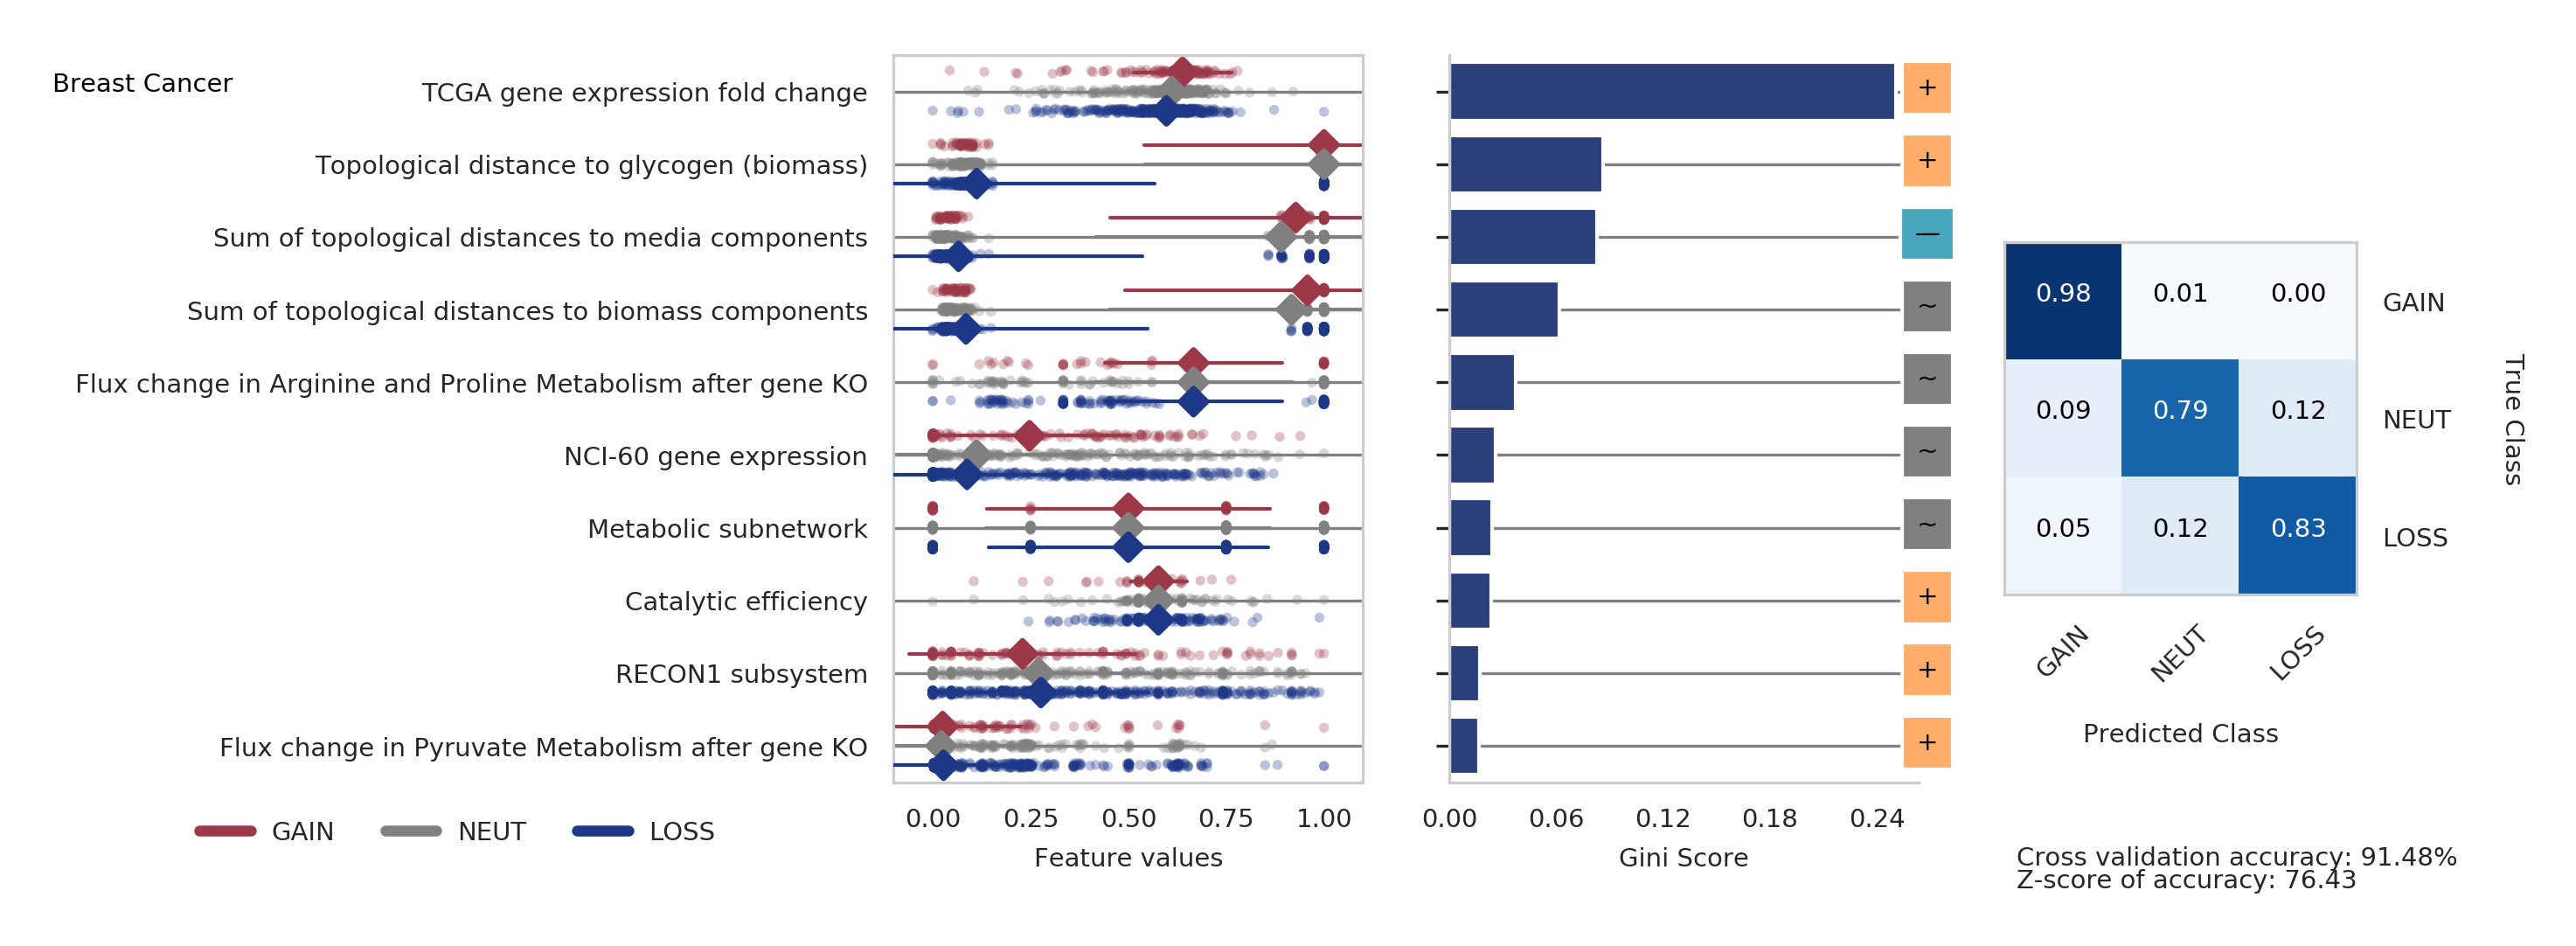 Breast Cancer
TCGA gene expression fold change
Topological distance to glycogen (biomass)
Sum of topological distances to media components
Sum of topological distances to biomass components
Flux change in Arginine and Proline Metabolism after gene KO
NCI-60 gene expression
Metabolic subnetwork
Catalytic efficiency
RECON1 subsystem
Flux change in Pyruvate Metabolism after gene KO
GAIN NEUT LOSS
0.00 0.25 0.50 0.75 1.00
Feature values
+
+
—
~
~
~
~
+
+
+
0.00 0.06 0.12 0.18 0.24
Gini Score
0.98 0.01 0.00 GAIN
0.09 0.79 0.12 NEUT
0.05 0.12 0.83 LOSS
True Class
GAIN NEUT LOSS
Predicted Class
Cross validation accuracy: 91.48%
Z-score of accuracy: 76.43